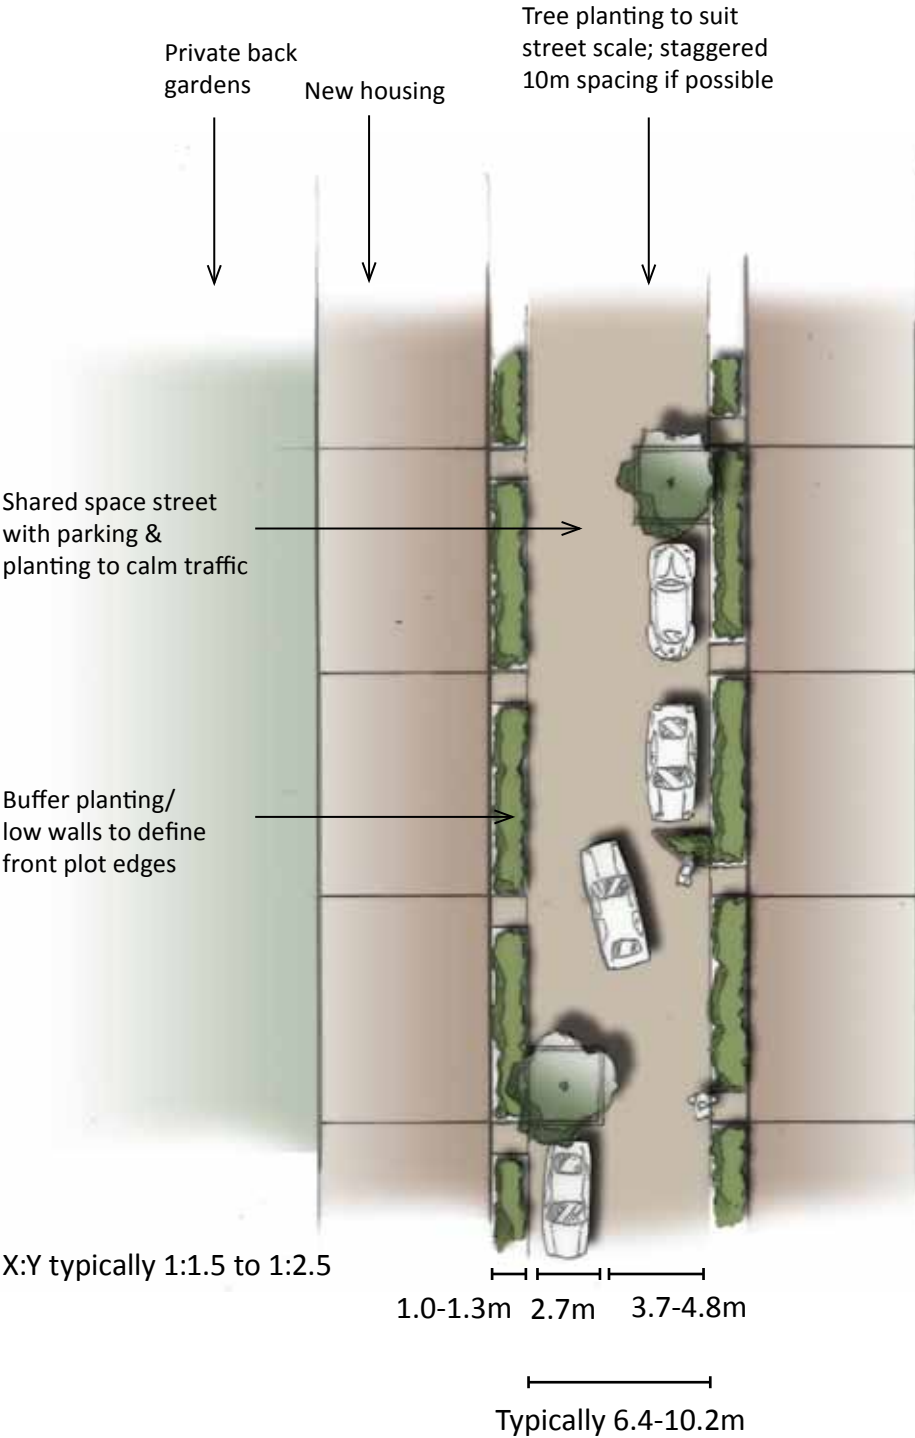 Tree planting to suit
street scale; staggered
10m spacing if possible
Private back
gardens
New housing
Shared space street
with parking &
planting to calm traffic
Buffer planting/
low walls to define
front plot edges
X:Y typically 1:1.5 to 1:2.5
1.0-1.3m 2.7m 3.7-4.8m
Typically 6.4-10.2m